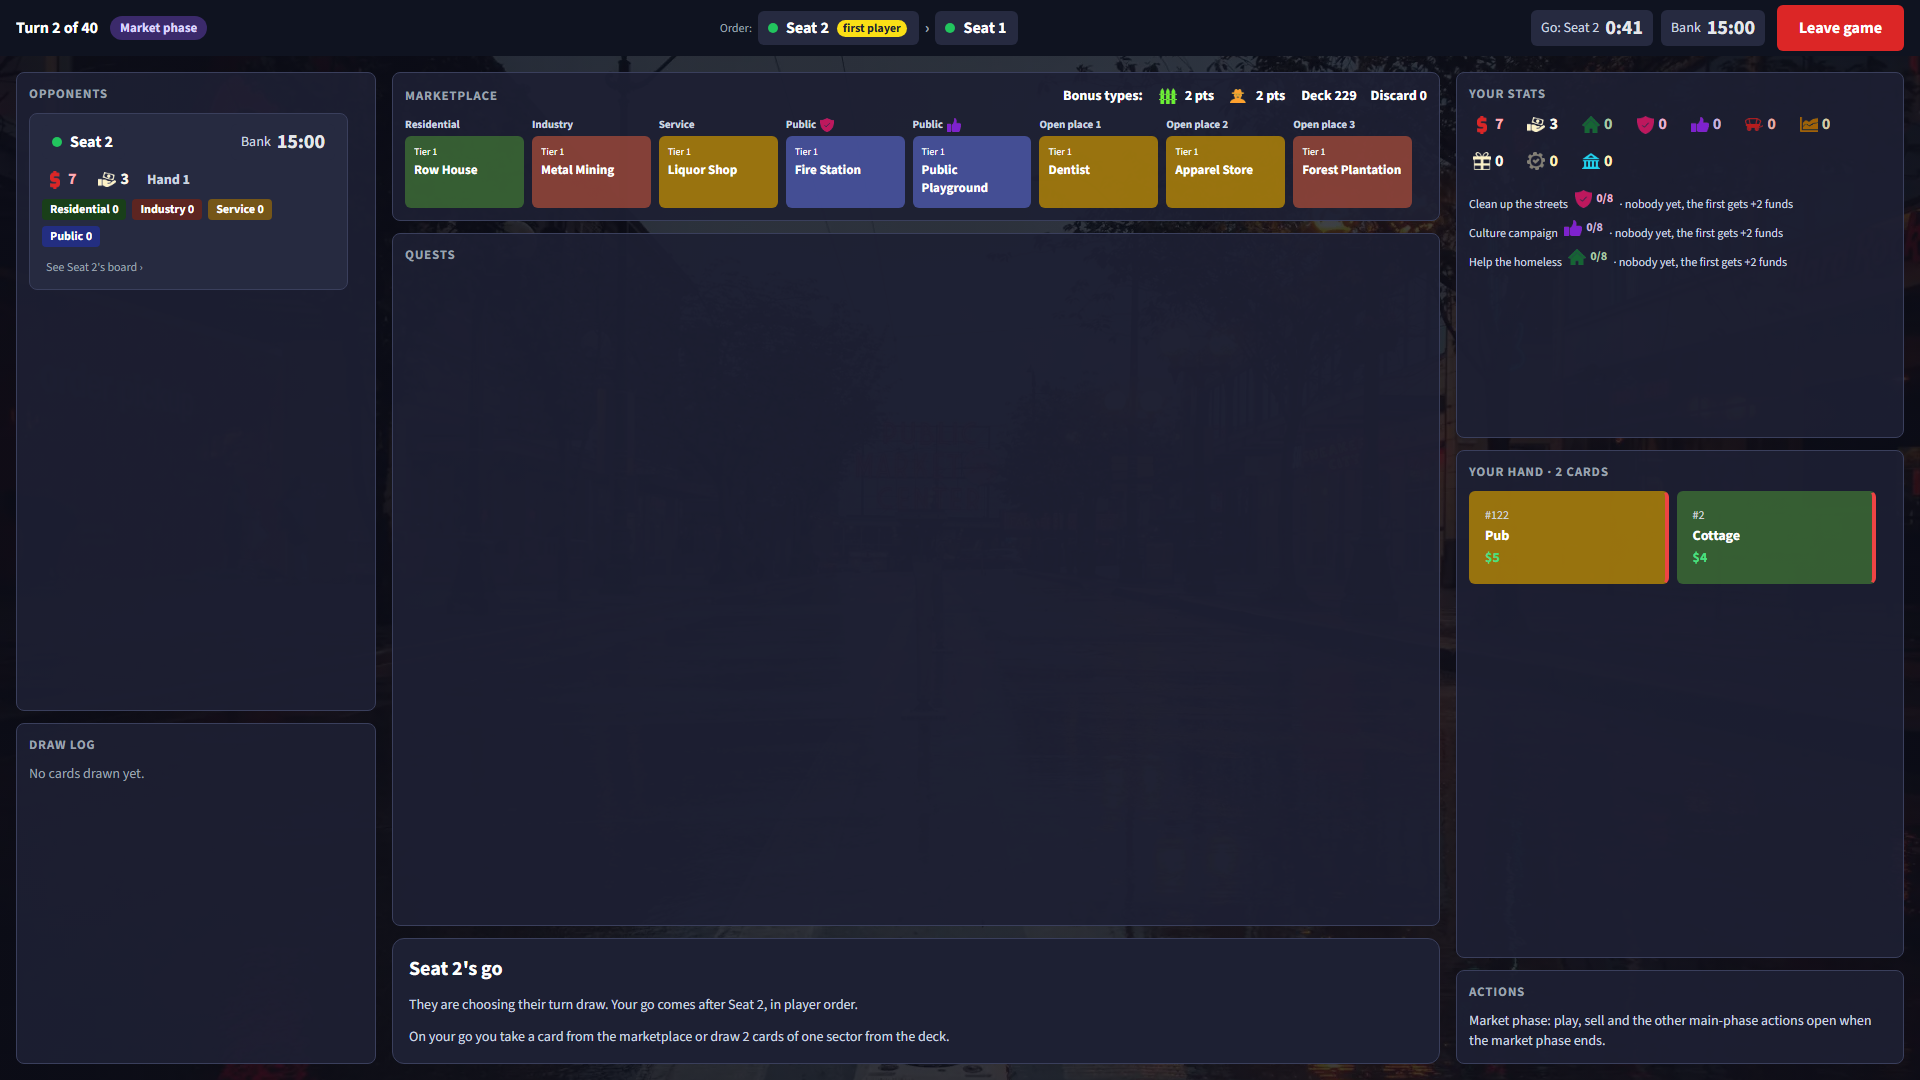 Turn 2 of 40
Market phase
Order:
Seat 2
first player
›
Seat 1
Go: Seat 2 0:41
Bank 15:00
Leave game
OPPONENTS
Seat 2
Bank 15:00
7
3
Hand 1
Residential 0
Industry 0
Service 0
Public 0
See Seat 2's board ›
DRAW LOG
No cards drawn yet.
MARKETPLACE
Bonus types: 2 pts 2 pts Deck 229 Discard 0
Residential
Tier 1
Row House
Industry
Tier 1
Metal Mining
Service
Tier 1
Liquor Shop
Public
Tier 1
Fire Station
Public
Tier 1
Public
Playground
Open place 1
Tier 1
Dentist
Open place 2
Tier 1
Apparel Store
Open place 3
Tier 1
Forest Plantation
QUESTS
Seat 2's go
They are choosing their turn draw. Your go comes after Seat 2, in player order.
On your go you take a card from the marketplace or draw 2 cards of one sector from the deck.
YOUR STATS
7 3 0 0 0 0 0
0 0 0
Clean up the streets 0/8 · nobody yet, the first gets +2 funds
Culture campaign 0/8 · nobody yet, the first gets +2 funds
Help the homeless 0/8 · nobody yet, the first gets +2 funds
YOUR HAND · 2 CARDS
#122
Pub
$5
#2
Cottage
$4
ACTIONS
Market phase: play, sell and the other main-phase actions open when
the market phase ends.